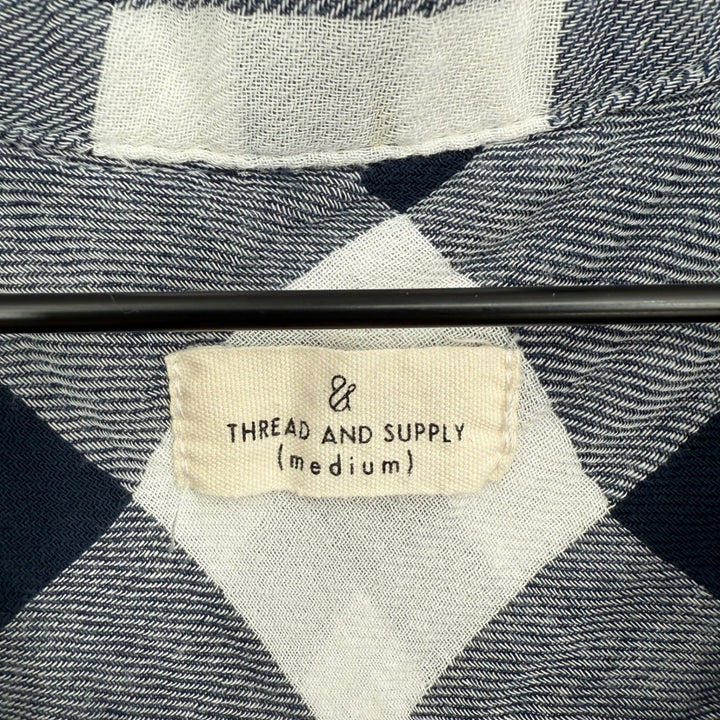 &
THREAD AND SUPPLY
(medium)